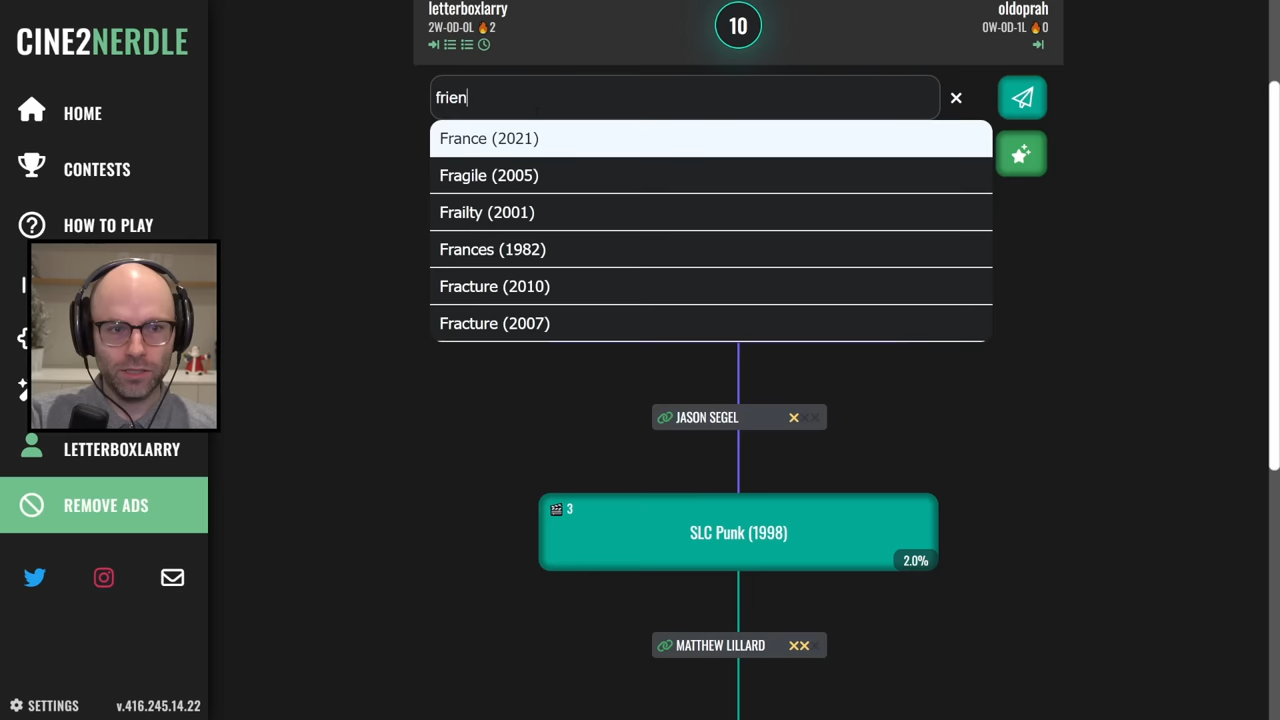 CINE2NERDLE
HOME
CONTESTS
HOW TO PLAY
LETTERBOXLARRY
REMOVE ADS
SETTINGS
v.416.245.14.22
letterboxlarry
2W-0D-0L 🔥2
10
oldoprah
0W-0D-1L 🔥0
frien
France (2021)
Fragile (2005)
Frailty (2001)
Frances (1982)
Fracture (2010)
Fracture (2007)
JASON SEGEL
3
SLC Punk (1998)
2.0%
MATTHEW LILLARD